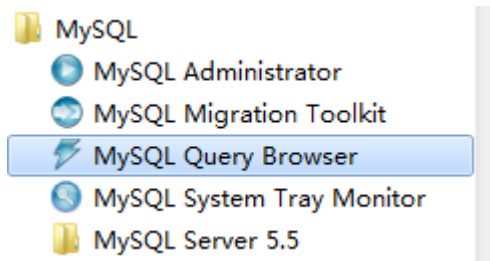 MySQL
MySQL Administrator
MySQL Migration Toolkit
MySQL Query Browser
MySQL System Tray Monitor
MySQL Server 5.5